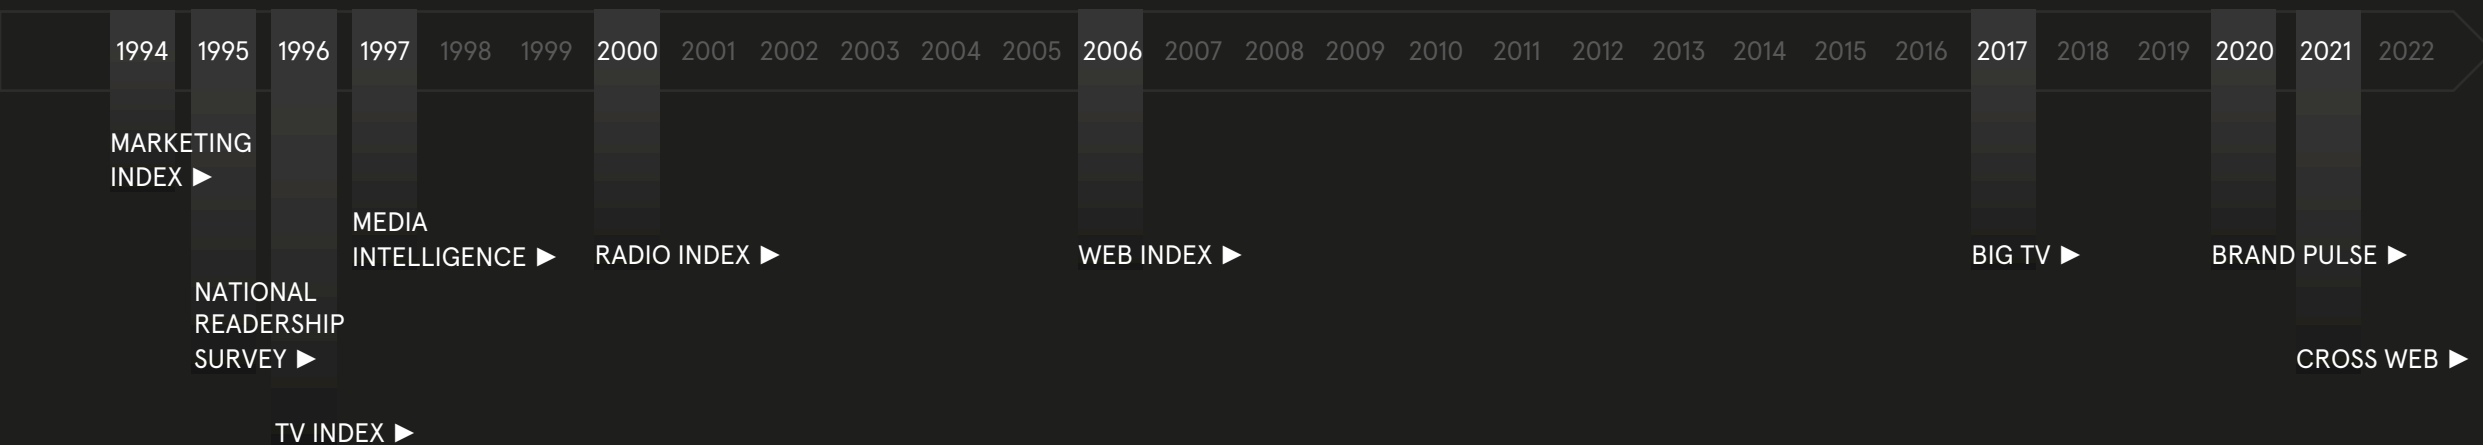 1994 1995 1996 1997 1998 1999 2000 2001 2002 2003 2004 2005 2006 2007 2008 2009 2010 2011 2012 2013 2014 2015 2016 2017 2018 2019 2020 2021 2022
MARKETING
INDEX ▶
NATIONAL
READERSHIP
SURVEY ▶
TV INDEX ▶
MEDIA
INTELLIGENCE ▶
RADIO INDEX ▶
WEB INDEX ▶
BIG TV ▶
BRAND PULSE ▶
CROSS WEB ▶